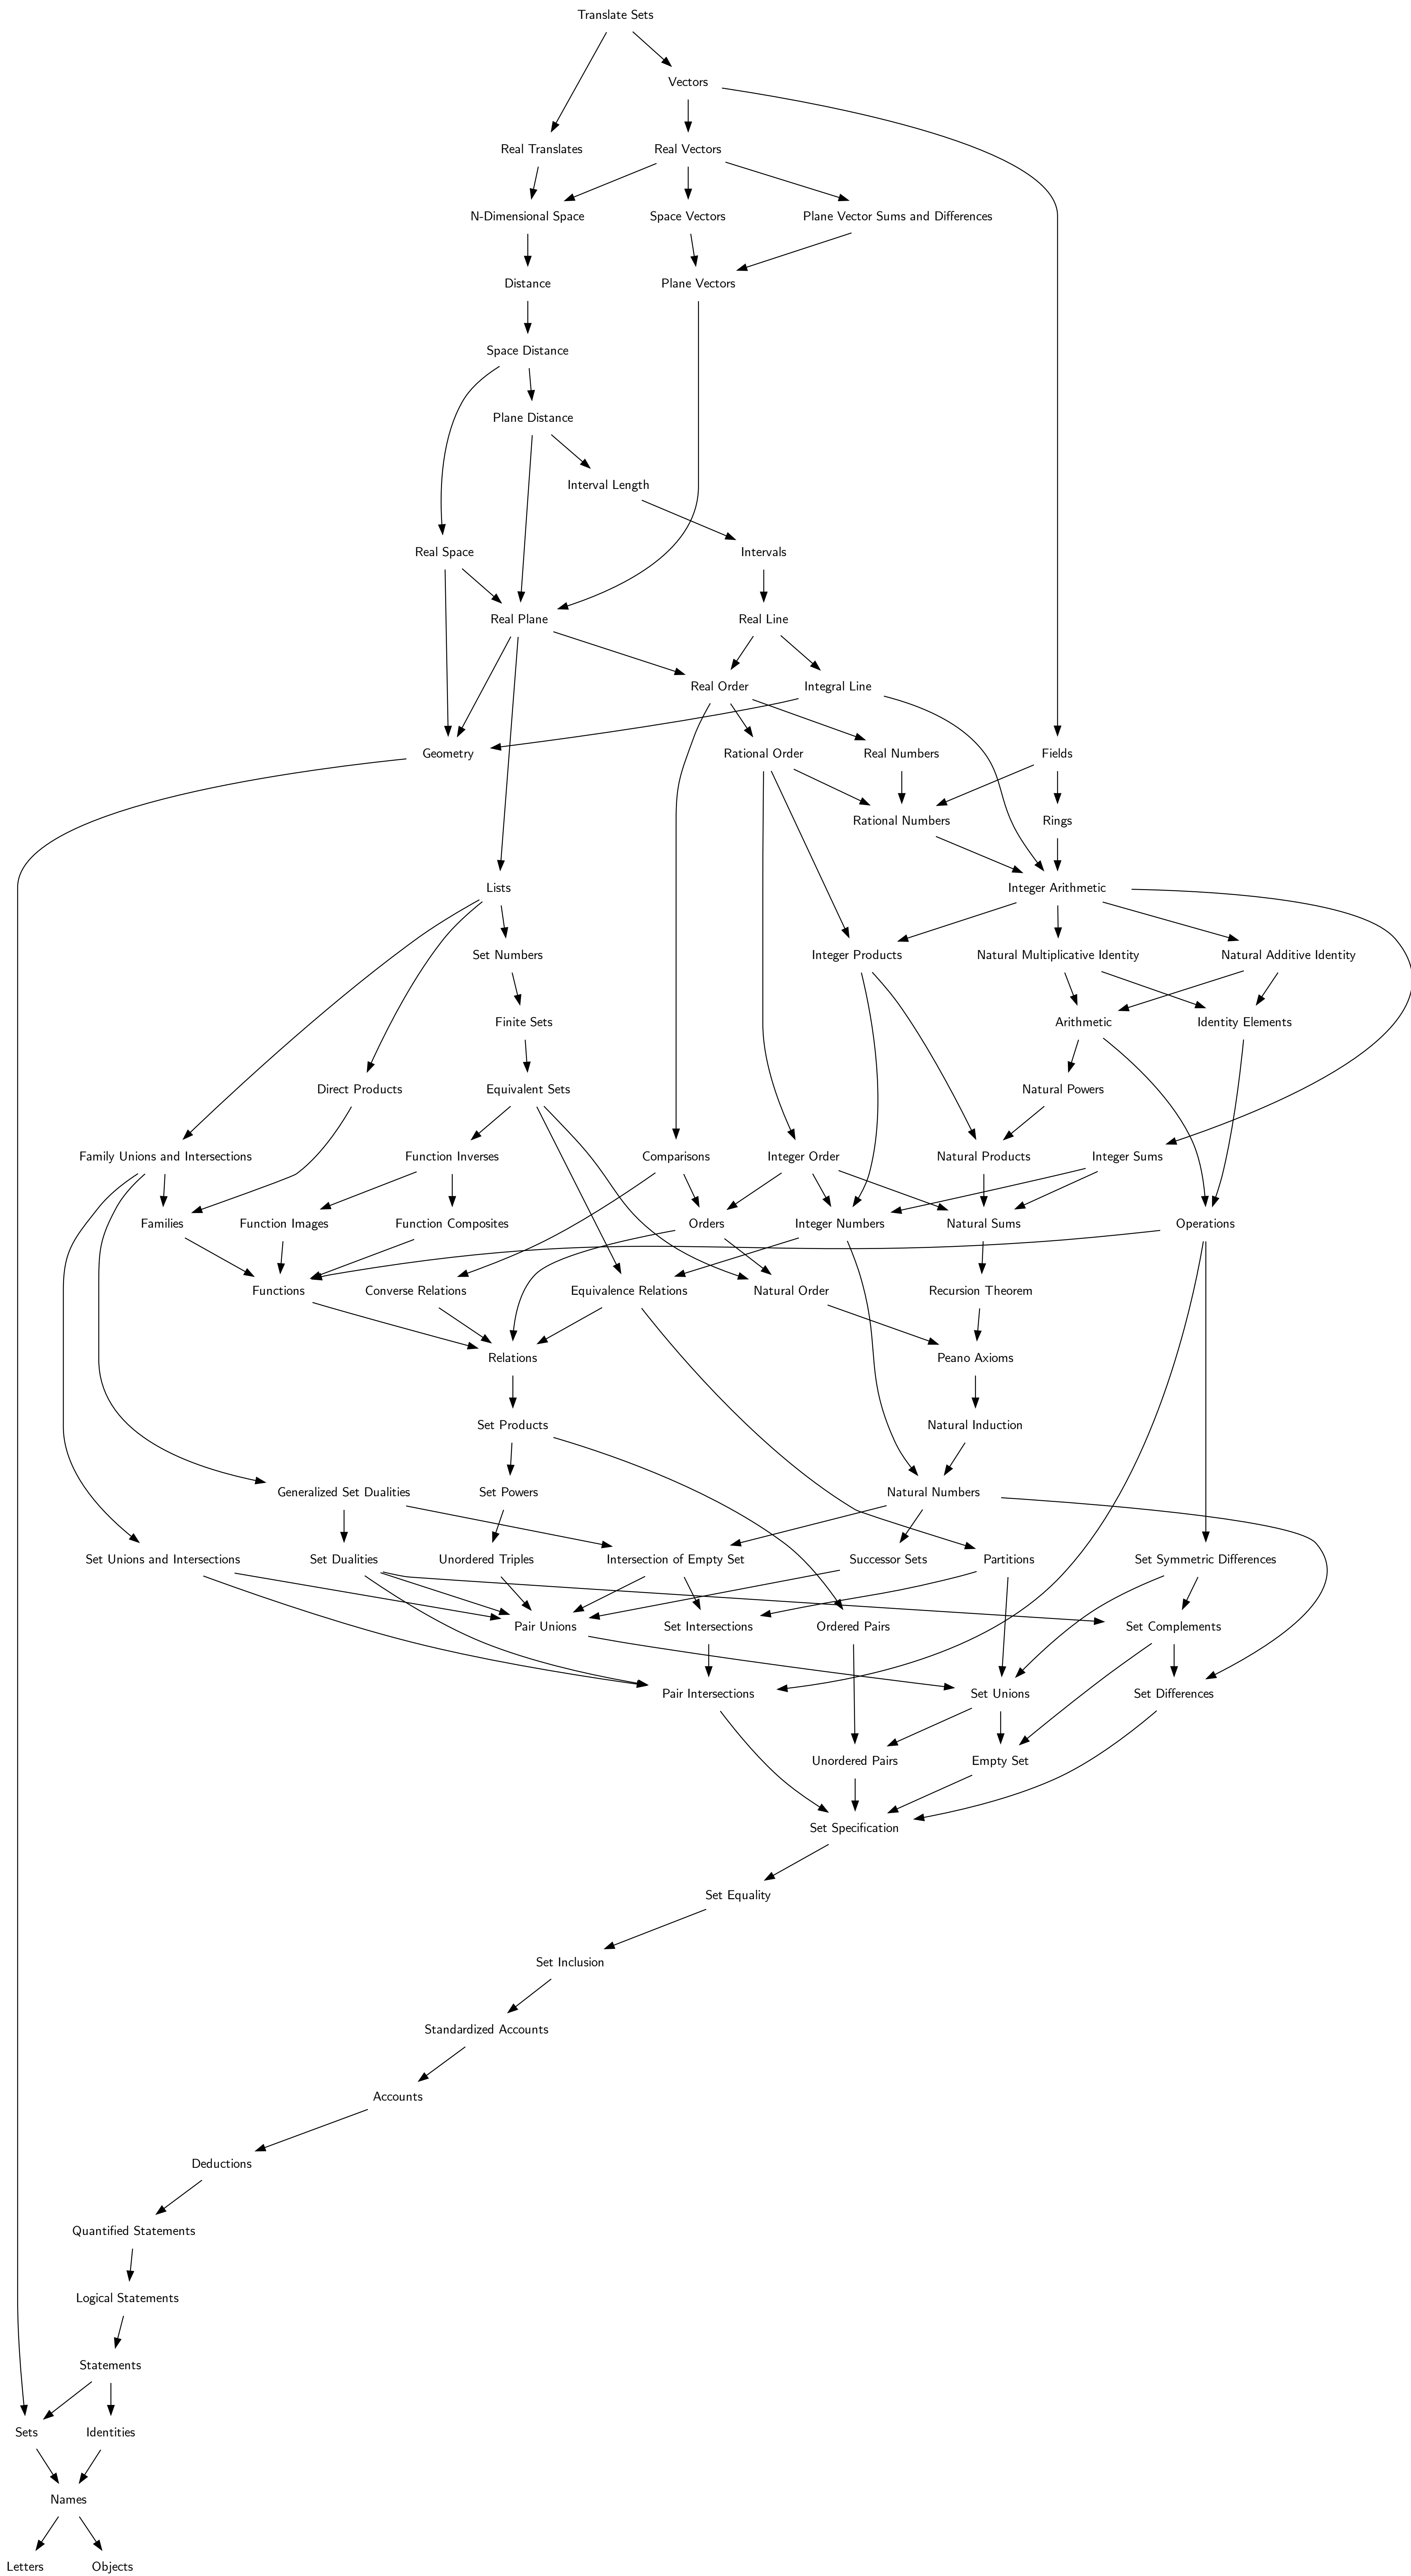 Translate Sets
Vectors
Real Translates
Real Vectors
N-Dimensional Space
Space Vectors
Plane Vector Sums and Differences
Distance
Plane Vectors
Space Distance
Plane Distance
Interval Length
Real Space
Intervals
Real Plane
Real Line
Real Order
Integral Line
Geometry
Rational Order
Real Numbers
Fields
Rational Numbers
Rings
Lists
Integer Arithmetic
Set Numbers
Integer Products
Natural Multiplicative Identity
Natural Additive Identity
Finite Sets
Arithmetic
Identity Elements
Direct Products
Equivalent Sets
Natural Powers
Family Unions and Intersections
Function Inverses
Comparisons
Integer Order
Natural Products
Integer Sums
Families
Function Images
Function Composites
Orders
Integer Numbers
Natural Sums
Operations
Functions
Converse Relations
Equivalence Relations
Natural Order
Recursion Theorem
Relations
Peano Axioms
Set Products
Natural Induction
Generalized Set Dualities
Set Powers
Natural Numbers
Set Unions and Intersections
Set Dualities
Unordered Triples
Intersection of Empty Set
Successor Sets
Partitions
Set Symmetric Differences
Pair Unions
Set Intersections
Ordered Pairs
Set Complements
Pair Intersections
Set Unions
Set Differences
Unordered Pairs
Empty Set
Set Specification
Set Equality
Set Inclusion
Standardized Accounts
Accounts
Deductions
Quantified Statements
Logical Statements
Statements
Sets
Identities
Names
Letters
Objects